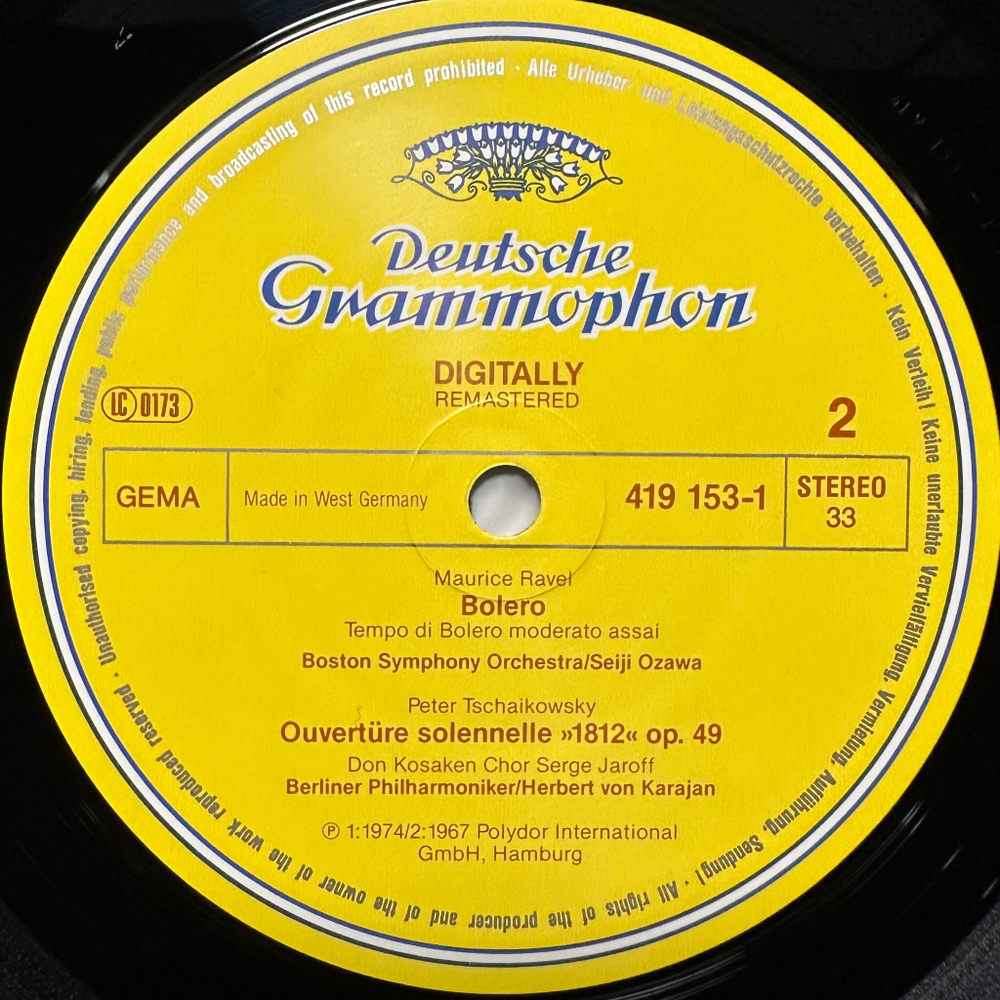 Deutsche
Grammophon
DIGITALLY
REMASTERED
LC 0173
2
GEMA
Made in West Germany
419 153-1
STEREO
33
Maurice Ravel
Bolero
Tempo di Bolero moderato assai
Boston Symphony Orchestra/Seiji Ozawa
Peter Tschaikowsky
Ouvertüre solennelle »1812« op. 49
Don Kosaken Chor Serge Jaroff
Berliner Philharmoniker/Herbert von Karajan
℗ 1:1974/2:1967 Polydor International
GmbH, Hamburg
Alle Urheber- und Leistungsschutzrechte vorbehalten · Kein Verleih! Keine unerlaubte Vervielfältigung, Vermietung, Aufführung, Sendung! · All rights of the producer and of the owner of the work reproduced reserved · Unauthorised copying, hiring, lending, public performance and broadcasting of this record prohibited ·